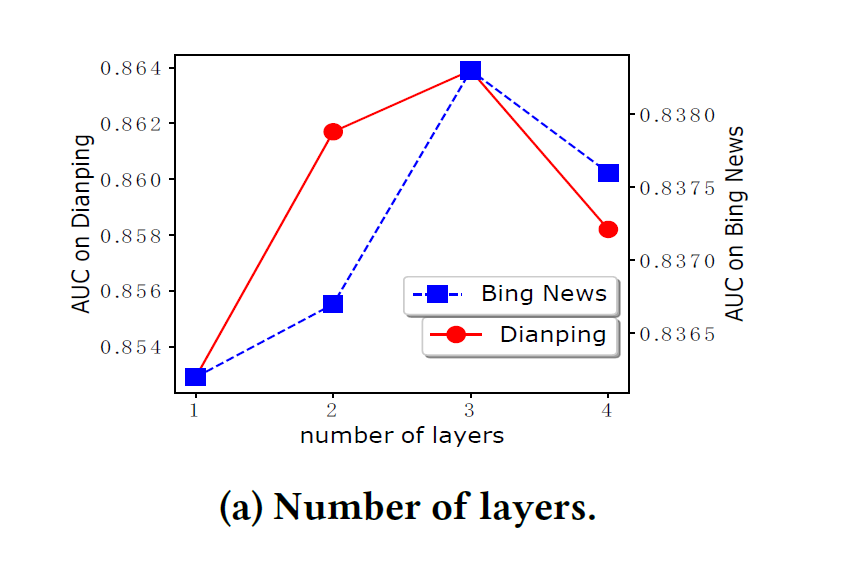 0.864
0.862
0.860
0.858
0.856
0.854
AUC on Dianping
0.8380
0.8375
0.8370
0.8365
AUC on Bing News
Bing News
Dianping
1 2 3 4
number of layers
(a) Number of layers.